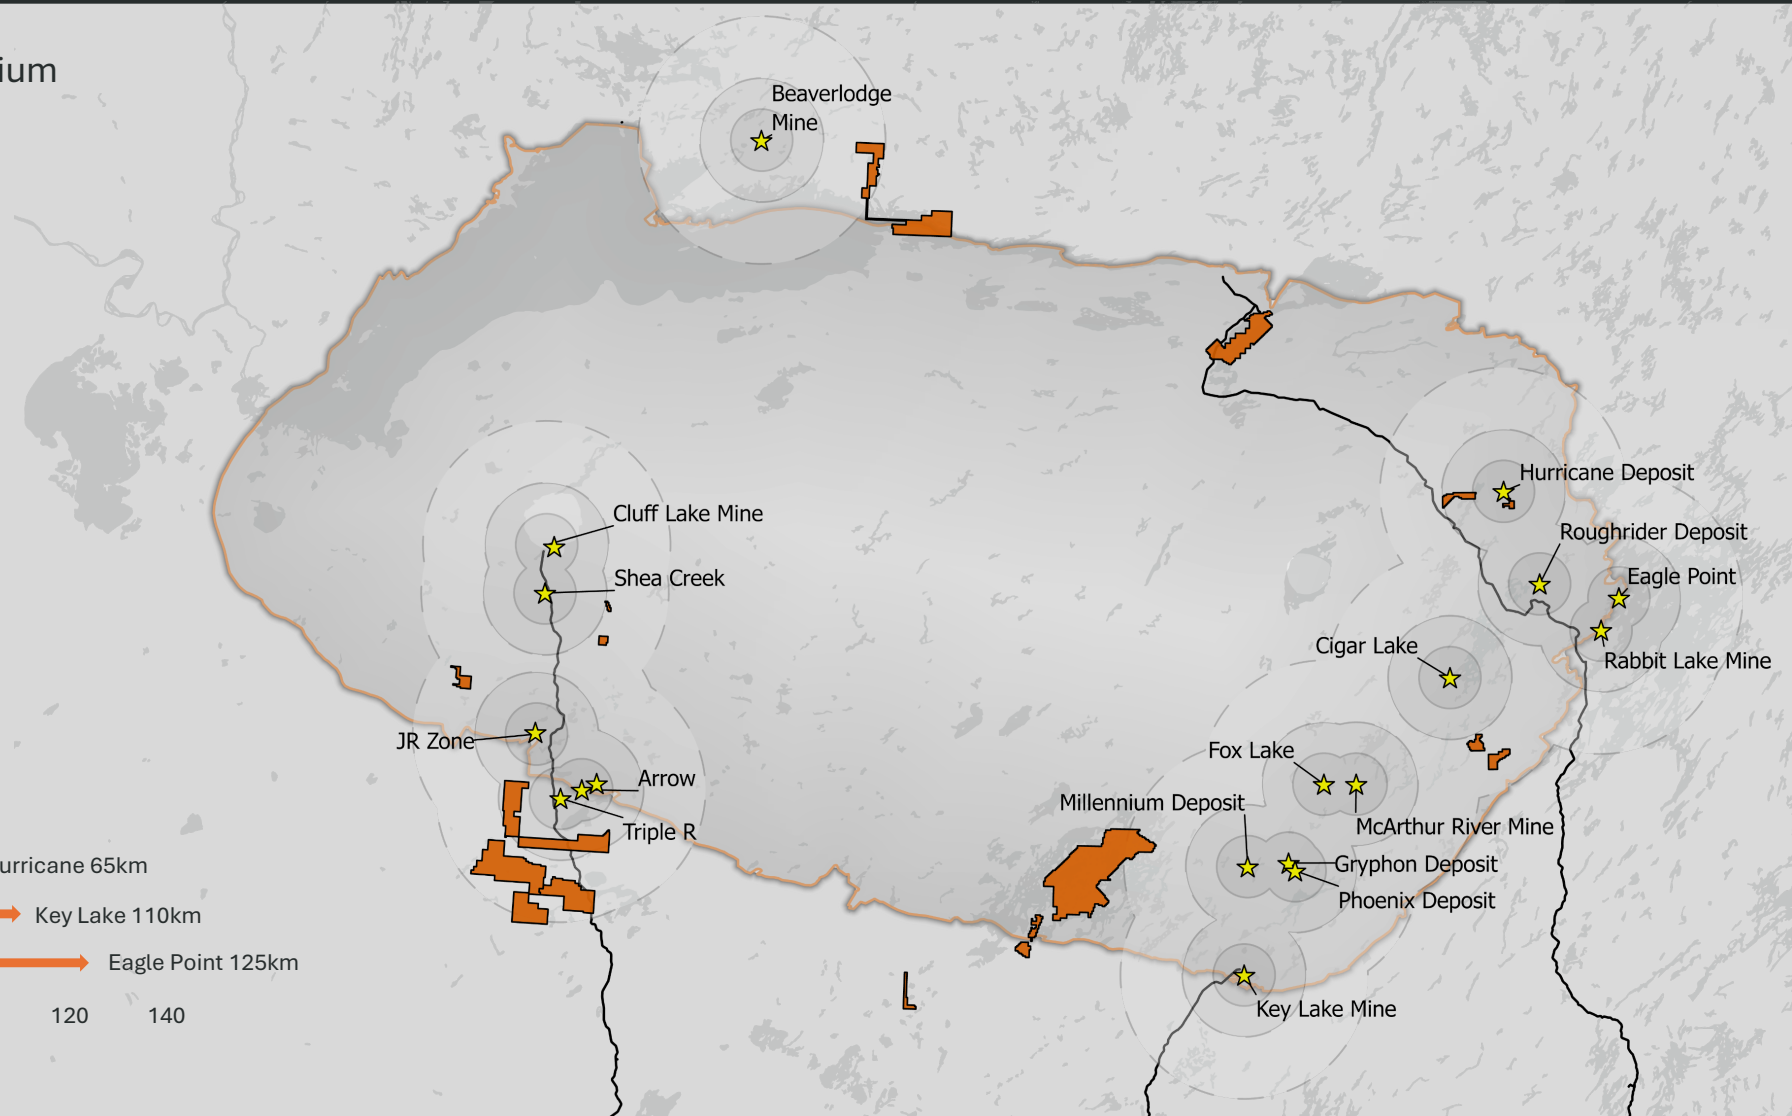 ium
Beaverlodge
Mine
Hurricane Deposit
Cluff Lake Mine
Roughrider Deposit
Shea Creek
Eagle Point
Cigar Lake
Rabbit Lake Mine
JR Zone
Fox Lake
Arrow
Millennium Deposit
McArthur River Mine
Triple R
Gryphon Deposit
urricane 65km
Phoenix Deposit
Key Lake 110km
Eagle Point 125km
Key Lake Mine
120 140